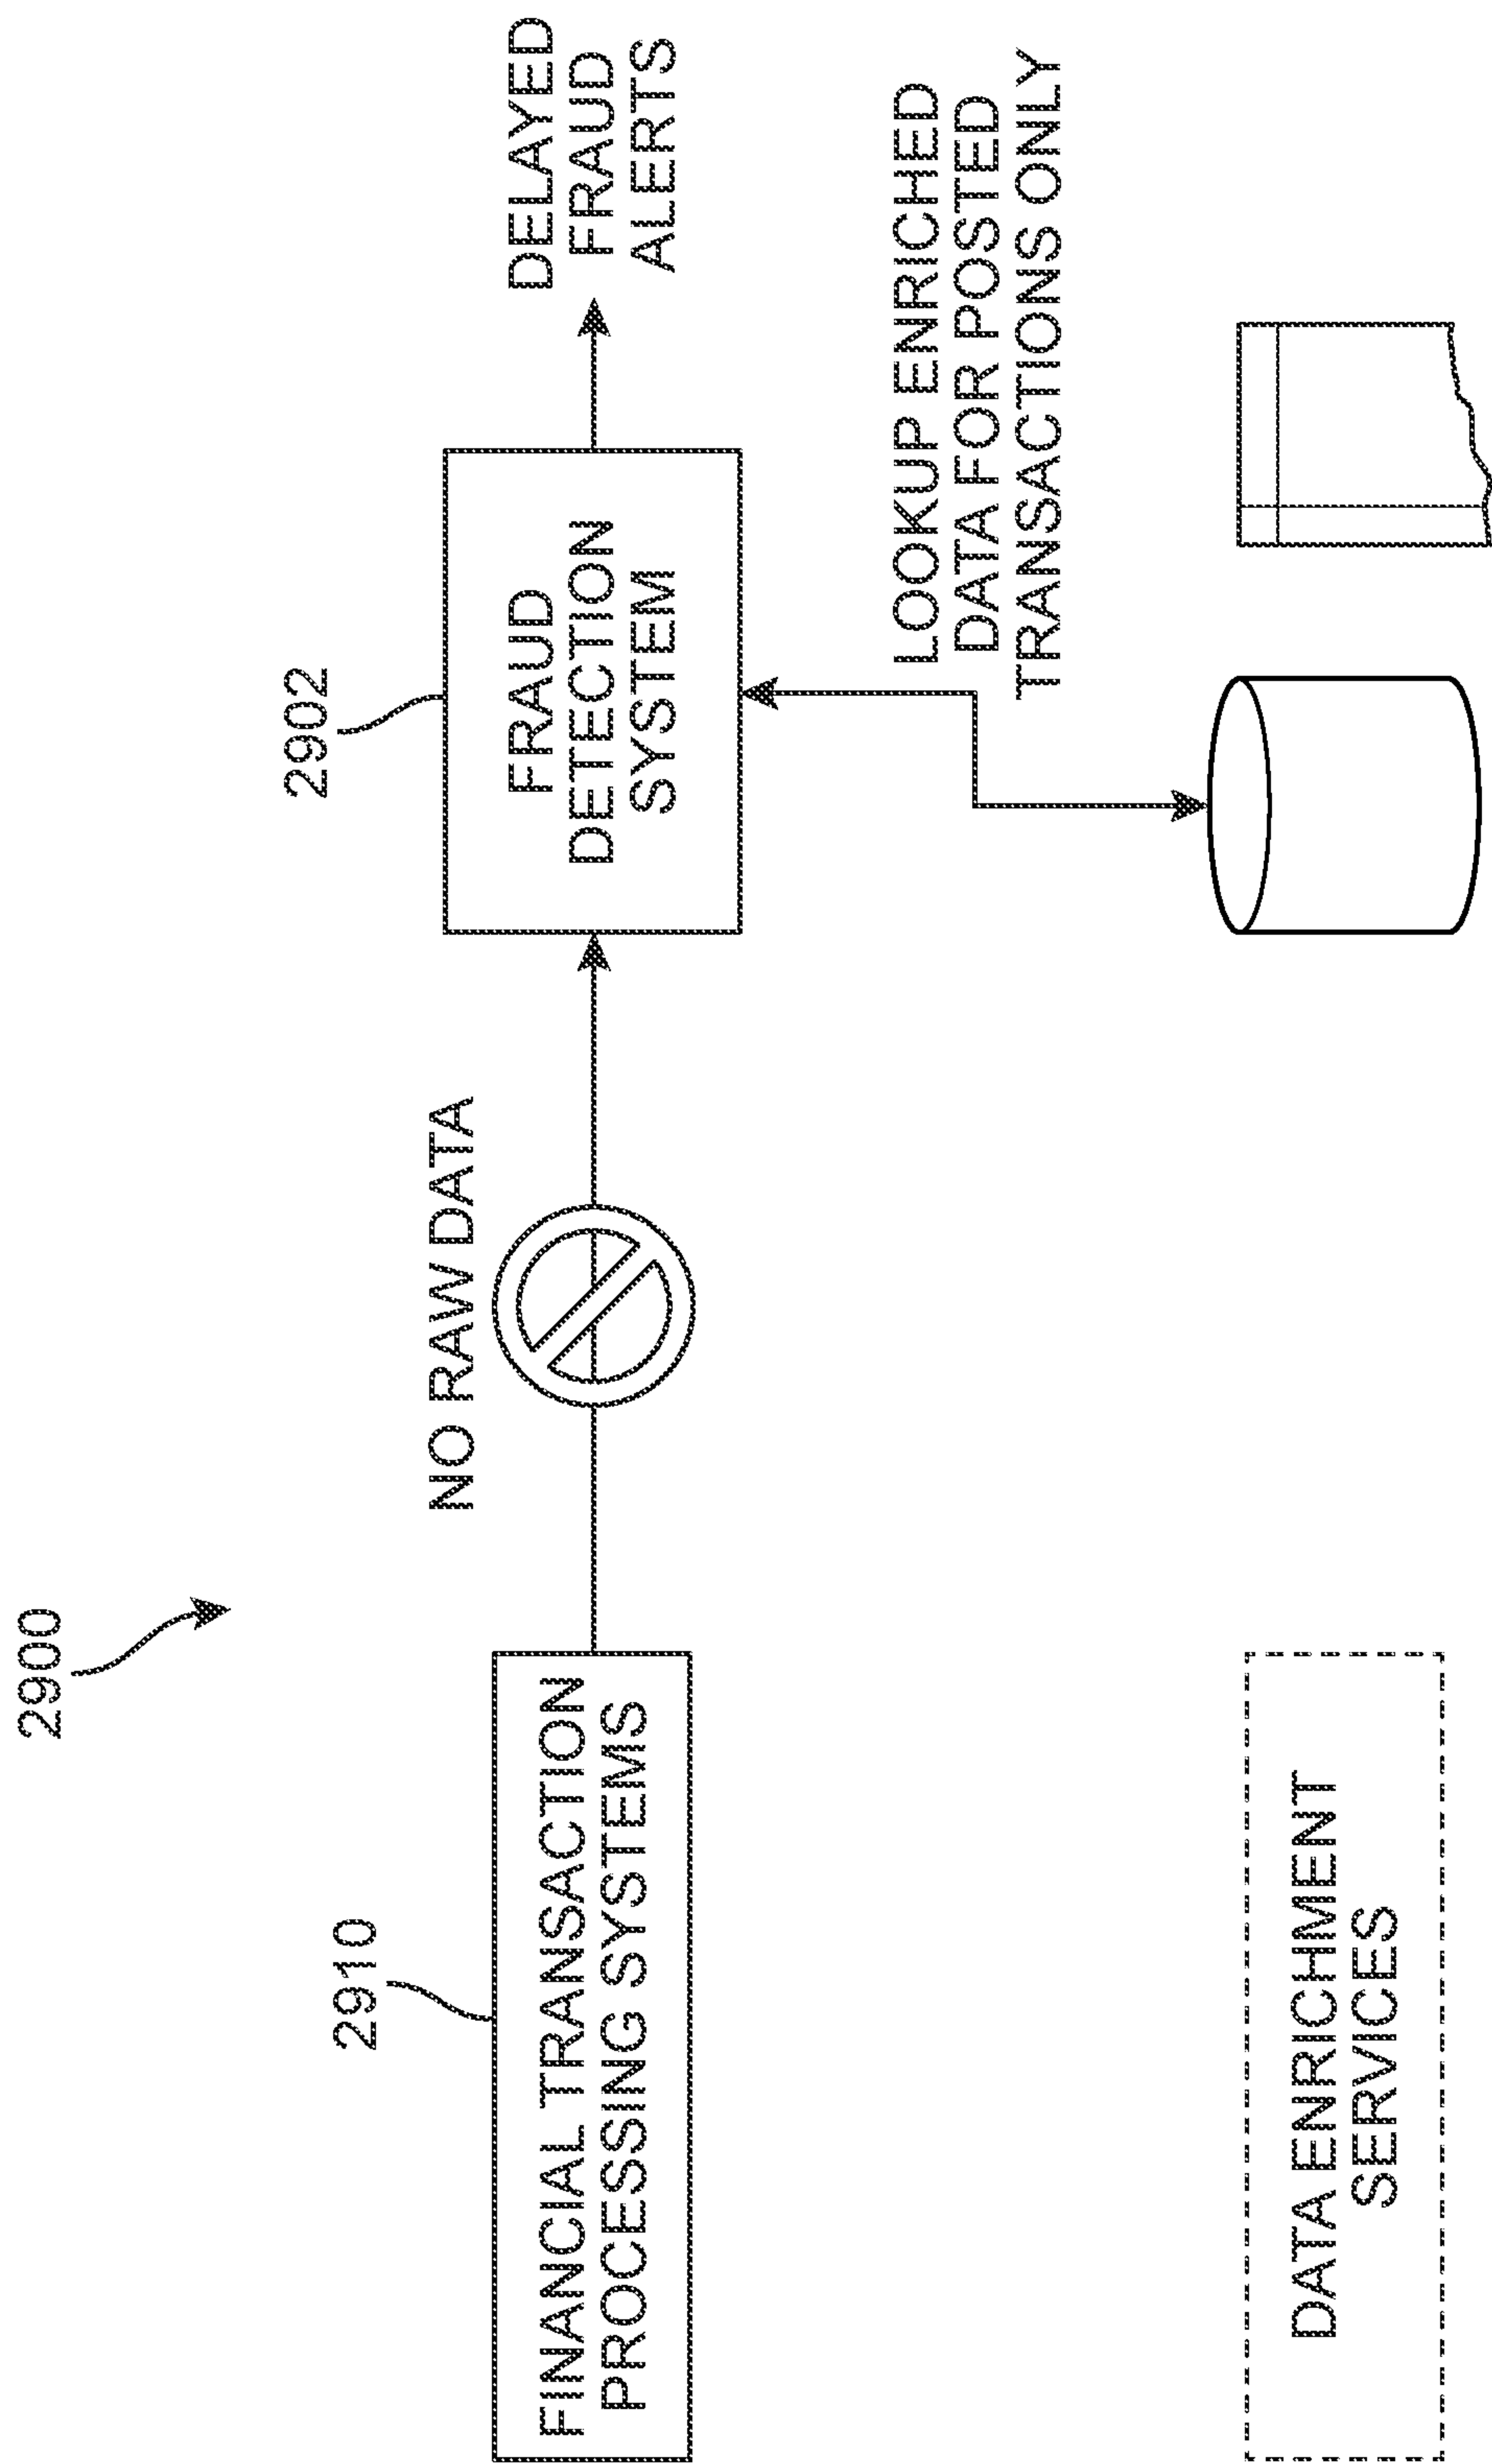 2900
2910
FINANCIAL TRANSACTION
PROCESSING SYSTEMS
NO RAW DATA
2902
FRAUD
DETECTION
SYSTEM
DELAYED
FRAUD
ALERTS
LOOKUP ENRICHED
DATA FOR POSTED
TRANSACTIONS ONLY
DATA ENRICHMENT
SERVICES